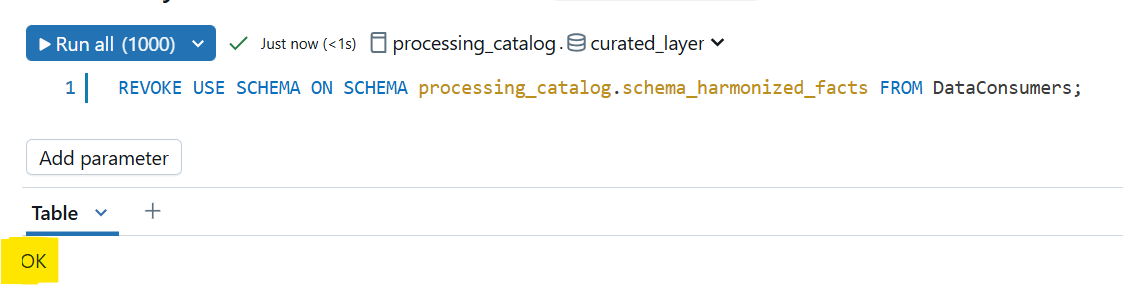 Run all (1000) Just now (<1s) processing_catalog. curated_layer
1 REVOKE USE SCHEMA ON SCHEMA processing_catalog.schema_harmonized_facts FROM DataConsumers;
Add parameter
Table +
OK